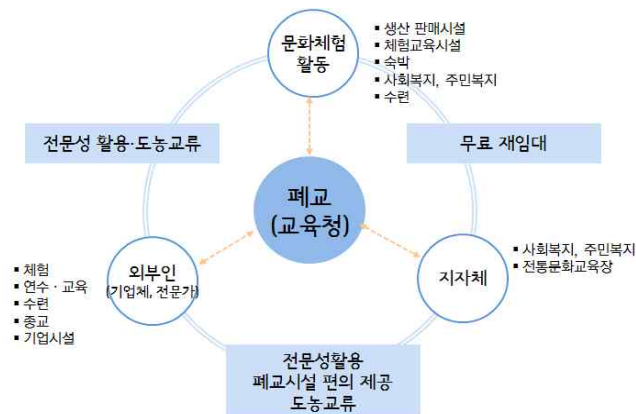 문화체험
활동
▪ 생산 판매시설
▪ 체험교육시설
▪ 숙박
▪ 사회복지, 주민복지
▪ 수련
전문성 활용·도농교류
무료 재임대
폐교
(교육청)
외부인
(기업체, 전문가)
▪ 체험
▪ 연수 · 교육
▪ 수련
▪ 종교
▪ 기업시설
지자체
▪ 사회복지, 주민복지
▪ 전통문화교육장
전문성활용
폐교시설 편의 제공
도농교류